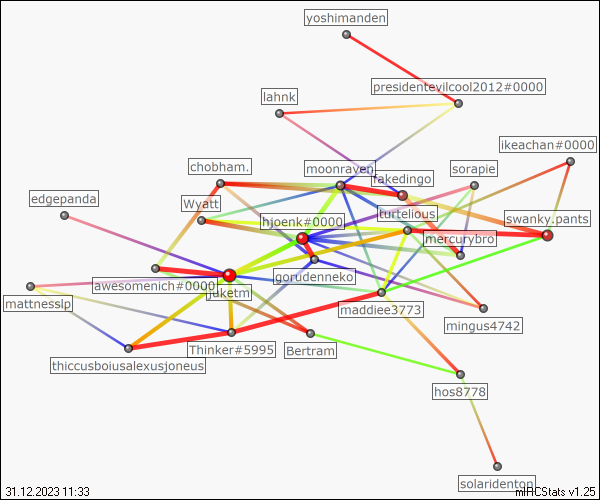 yoshimanden
presidentevilcool2012#0000
lahnk
ikeachan#0000
chobham.
moonraven
fakedingo
sorapie
edgepanda
Wyatt
hjoenk#0000
turtelious
swanky.pants
mercurybro
awesomenich#0000
gorudenneko
juketm
mattnesslp
maddiee3773
mingus4742
Thinker#5995
Bertram
thiccusboiusalexusjoneus
hos8778
solaridenton
31.12.2023 11:33
mIRCStats v1.25